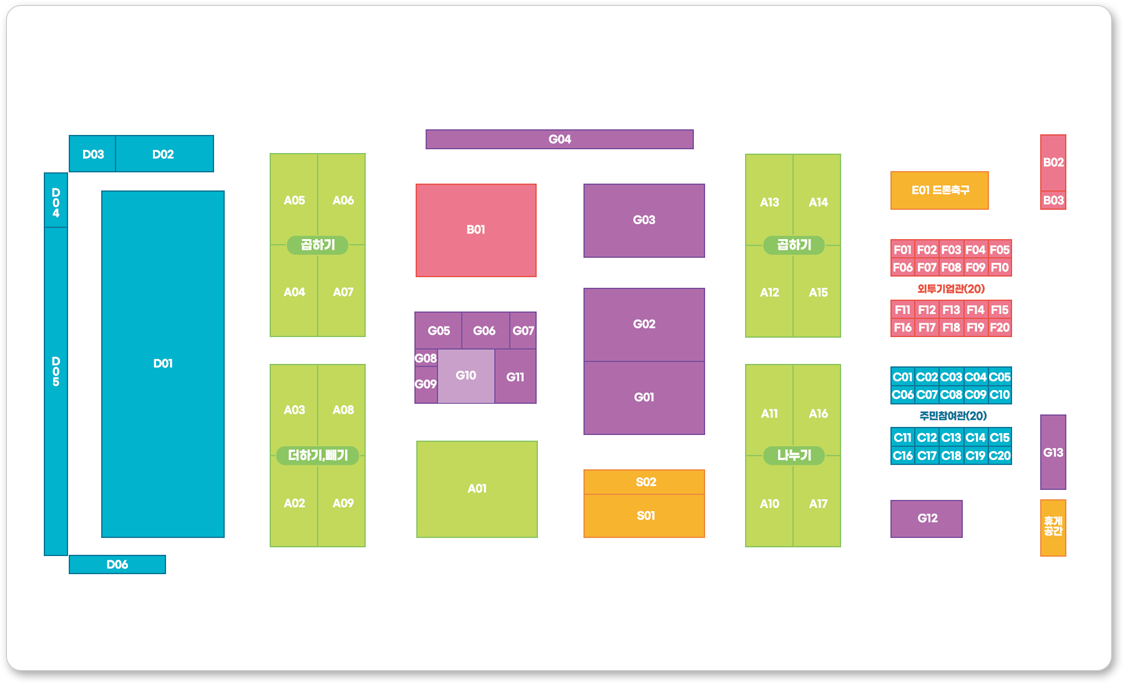 G04
D03 D02
D04
D05
D01
D06
A05 A06
곱하기
A04 A07
A03 A08
더하기,빼기
A02 A09
B01
G05 G06 G07
G08
G09
G10
G11
A01
G03
G02
G01
S02
S01
A13 A14
곱하기
A12 A15
A11 A16
나누기
A10 A17
E01 드론축구
B02
B03
F01 F02 F03 F04 F05
F06 F07 F08 F09 F10
외투기업관(20)
F11 F12 F13 F14 F15
F16 F17 F18 F19 F20
C01 C02 C03 C04 C05
C06 C07 C08 C09 C10
주민참여관(20)
C11 C12 C13 C14 C15
C16 C17 C18 C19 C20
G13
G12
휴게
공간